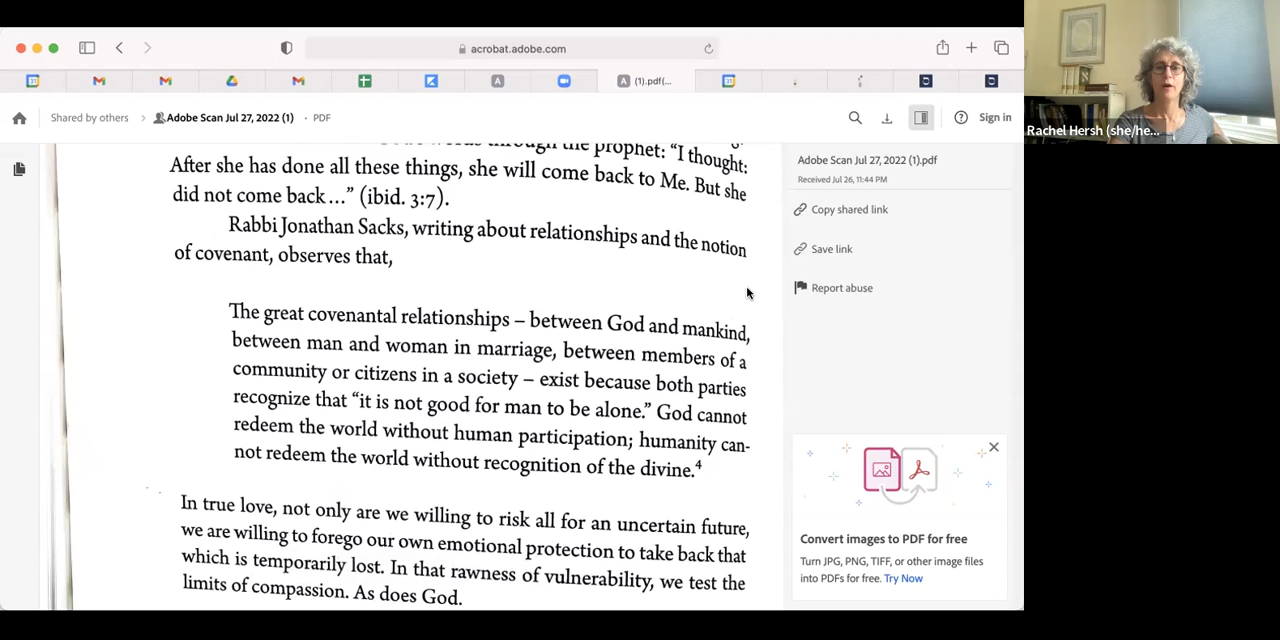 acrobat.adobe.com
31
31
(1).pdf(...
Shared by others
Adobe Scan Jul 27, 2022 (1)
PDF
Sign in
through the prophet: "I thought:
After she has done all these things, she will come back to Me. But she
did not come back..." (ibid. 3:7).
Rabbi Jonathan Sacks, writing about relationships and the notion
of covenant, observes that,
The great covenantal relationships – between God and mankind,
between man and woman in marriage, between members of a
community or citizens in a society – exist because both parties
recognize that "it is not good for man to be alone." God cannot
redeem the world without human participation; humanity can-
not redeem the world without recognition of the divine.4
In true love, not only are we willing to risk all for an uncertain future,
we are willing to forego our own emotional protection to take back that
which is temporarily lost. In that rawness of vulnerability, we test the
limits of compassion. As does God.
Adobe Scan Jul 27, 2022 (1).pdf
Received Jul 26, 11:44 PM
Copy shared link
Save link
Report abuse
Convert images to PDF for free
Turn JPG, PNG, TIFF, or other image files
into PDFs for free. Try Now
Rachel Hersh (she/he...